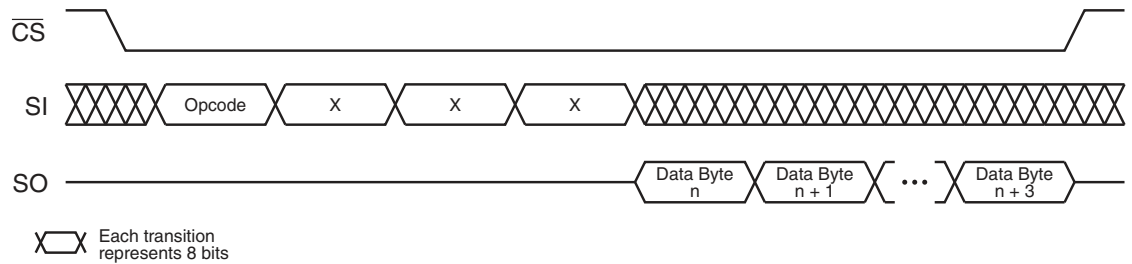 CS
SI
Opcode
X
X
X
SO
Data Byte
n
Data Byte
n + 1
•••
Data Byte
n + 3
Each transition
represents 8 bits